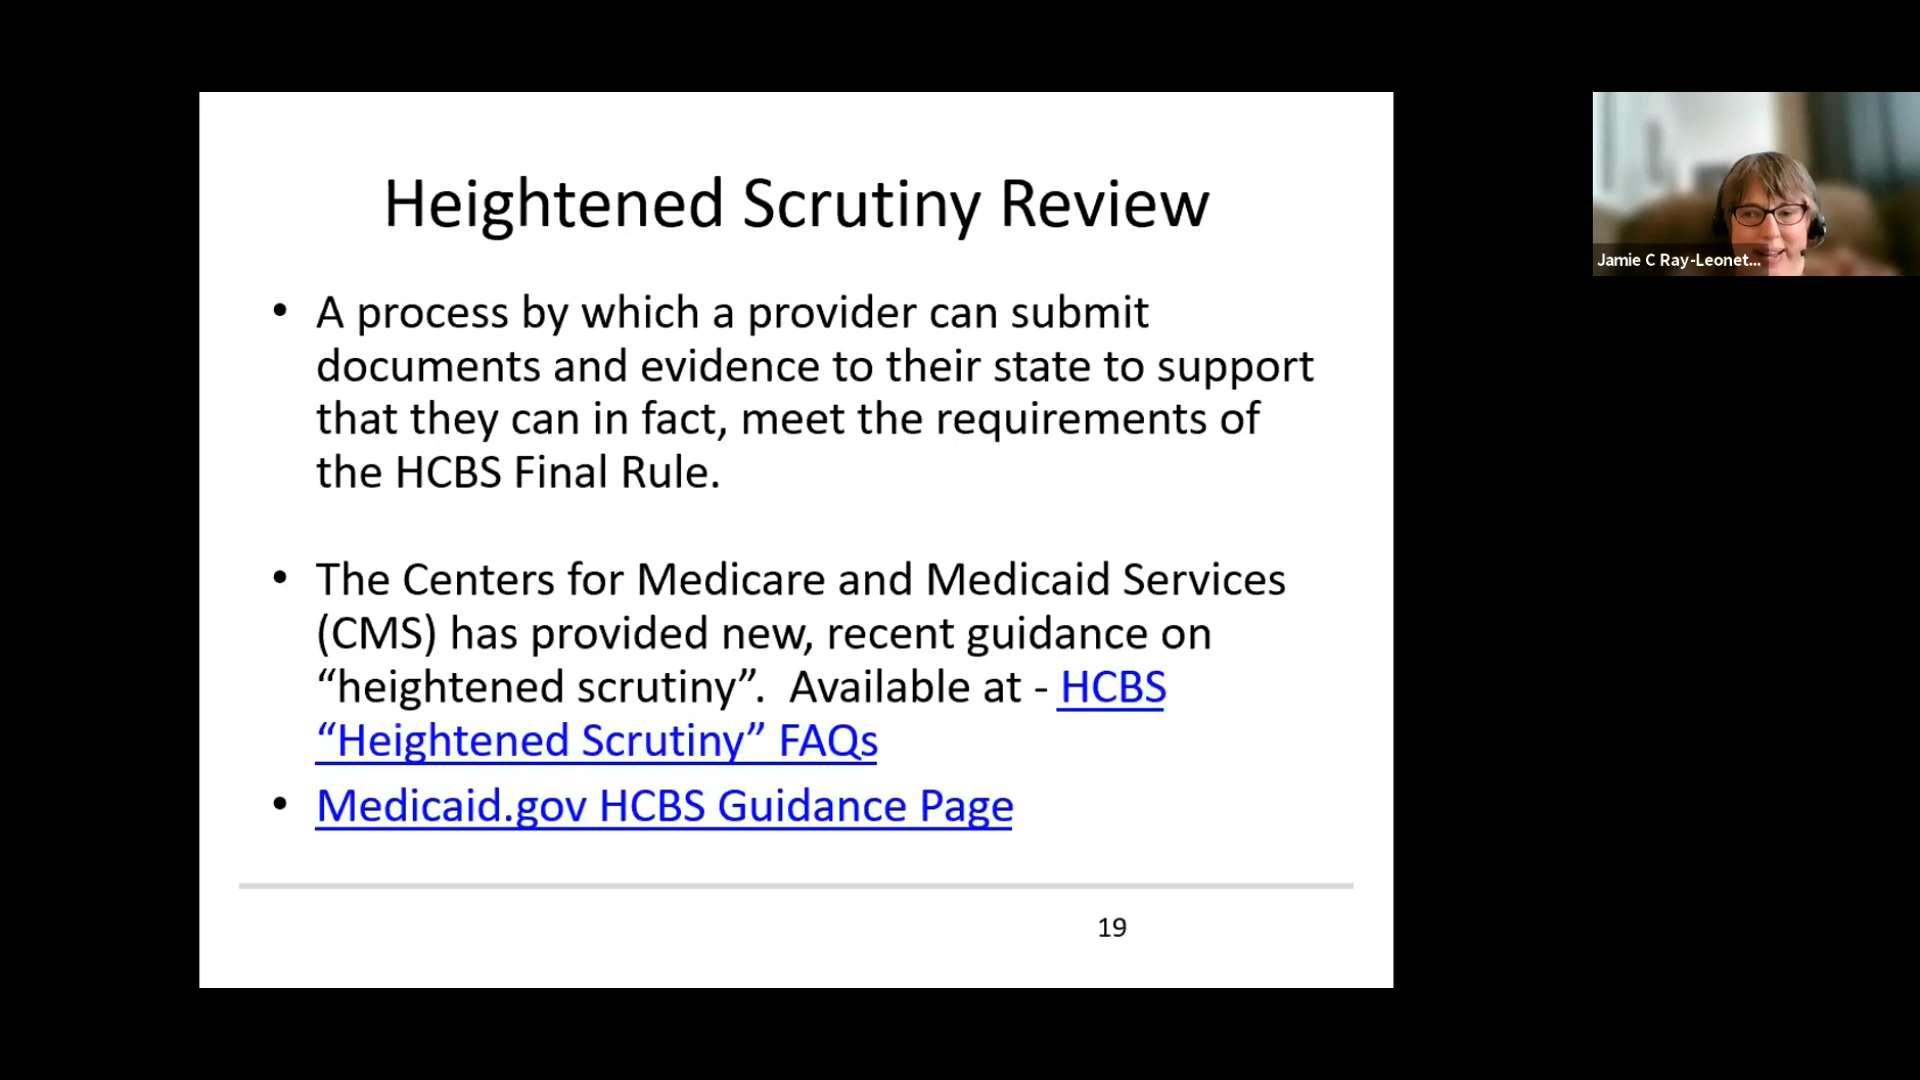 Heightened Scrutiny Review
• A process by which a provider can submit
documents and evidence to their state to support
that they can in fact, meet the requirements of
the HCBS Final Rule.
• The Centers for Medicare and Medicaid Services
(CMS) has provided new, recent guidance on
“heightened scrutiny”.  Available at - HCBS
“Heightened Scrutiny” FAQs
• Medicaid.gov HCBS Guidance Page
19
Jamie C Ray-Leonet...